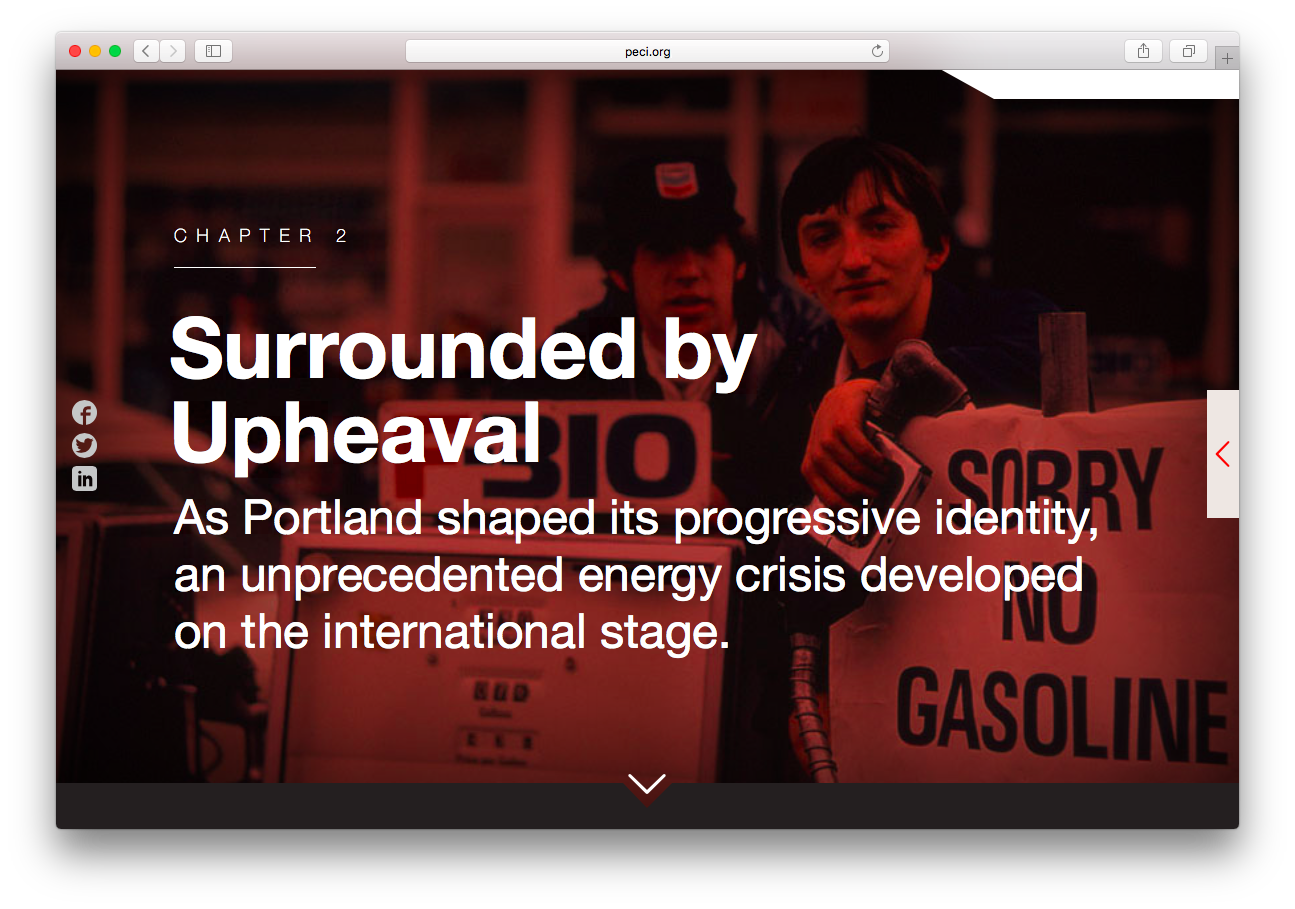 peci.org
CHAPTER 2
Surrounded by
Upheaval
As Portland shaped its progressive identity,
an unprecedented energy crisis developed
on the international stage.
SORRY
NO
GASOLINE